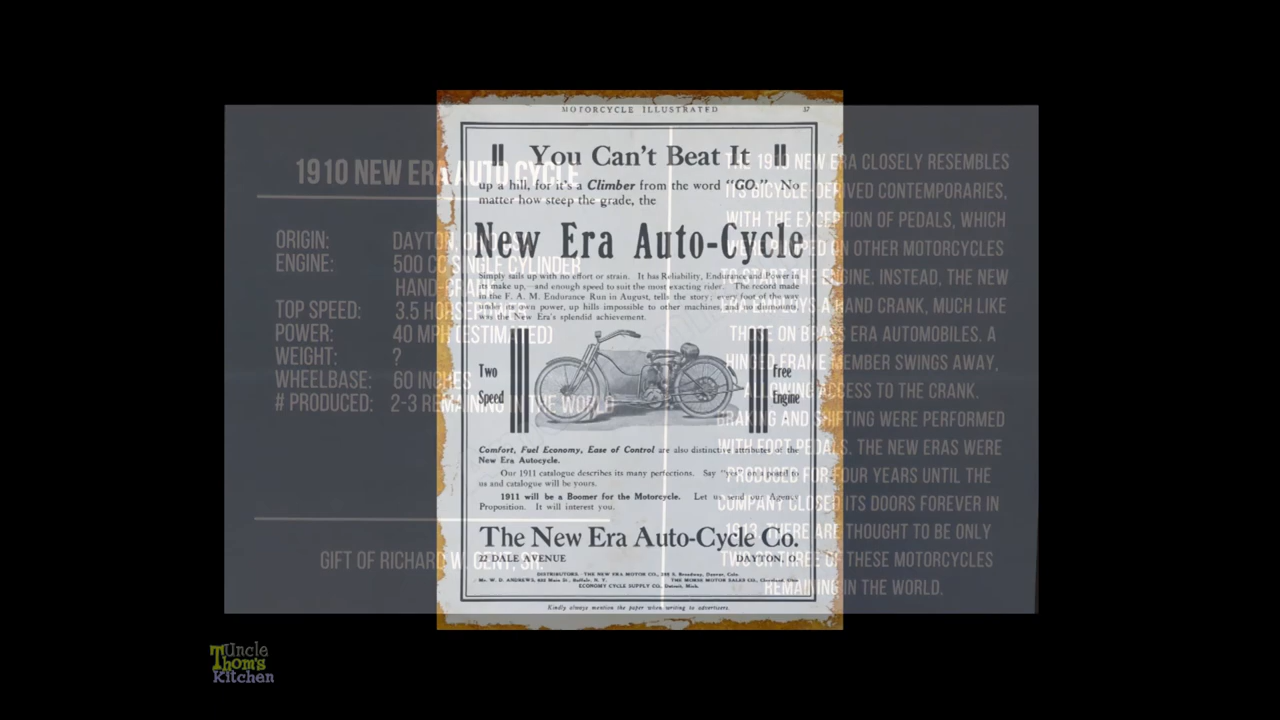 MOTORCYCLE ILLUSTRATED 37
You Can't Beat It
up a hill, for it's a Climber from the word "GO." No
matter how steep the grade, the
New Era Auto-Cycle
Simply sails up with no effort or strain. It has Reliability, Endurance and Power in
its make up, and enough speed to suit the most exacting rider. The record made
in the F. A. M. Endurance Run in August, tells the story; every foot of the way
under its own power, up hills impossible to other machines, and no dismount,
was the New Era's splendid achievement.
Two
Speed
Free
Engine
Comfort, Fuel Economy, Ease of Control are also distinctive attributes of the
New Era Autocycle.
Our 1911 catalogue describes its many perfections. Say "yes" on a postal to
us and catalogue will be yours.
1911 will be a Boomer for the Motorcycle. Let us send our Agency
Proposition. It will interest you.
The New Era Auto-Cycle Co.
22 DALE AVENUE DAYTON, O.
DISTRIBUTORS—THE NEW ERA MOTOR CO., S. Broadway, Denver, Colo.
Mr. W. D. ANDREWS, Main St., Buffalo, N. Y. THE MORSE MOTOR SALES CO., Cleveland, Ohio
ECONOMY CYCLE SUPPLY CO., Detroit, Mich.
Kindly always mention the paper when writing to advertisers.
1910 NEW ERA AUTO CYCLE
ORIGIN: DAYTON,
ENGINE: 500 CC SINGLE CYLINDER
HAND-CRANK
TOP SPEED: 3.5 HORSEPOWER
POWER: 40 MPH (ESTIMATED)
WEIGHT: ?
WHEELBASE: 60 INCHES
# PRODUCED: 2-3 REMAINING IN THE WORLD
GIFT OF RICHARD W. GENT, SR.
THE 1910 NEW ERA CLOSELY RESEMBLES
ITS BICYCLE-DERIVED CONTEMPORARIES,
WITH THE EXCEPTION OF PEDALS, WHICH
WERE PUMPED ON OTHER MOTORCYCLES
TO START THE ENGINE. INSTEAD, THE NEW
ERA EMPLOYS A HAND CRANK, MUCH LIKE
THOSE ON BRASS ERA AUTOMOBILES. A
HINGED FRAME MEMBER SWINGS AWAY,
ALLOWING ACCESS TO THE CRANK.
BRAKING AND SHIFTING WERE PERFORMED
WITH FOOT PEDALS. THE NEW ERAS WERE
PRODUCED FOR FOUR YEARS UNTIL THE
COMPANY CLOSED ITS DOORS FOREVER IN
1913. THERE ARE THOUGHT TO BE ONLY
TWO OR THREE OF THESE MOTORCYCLES
REMAINING IN THE WORLD.
Uncle
Thom's
Kitchen